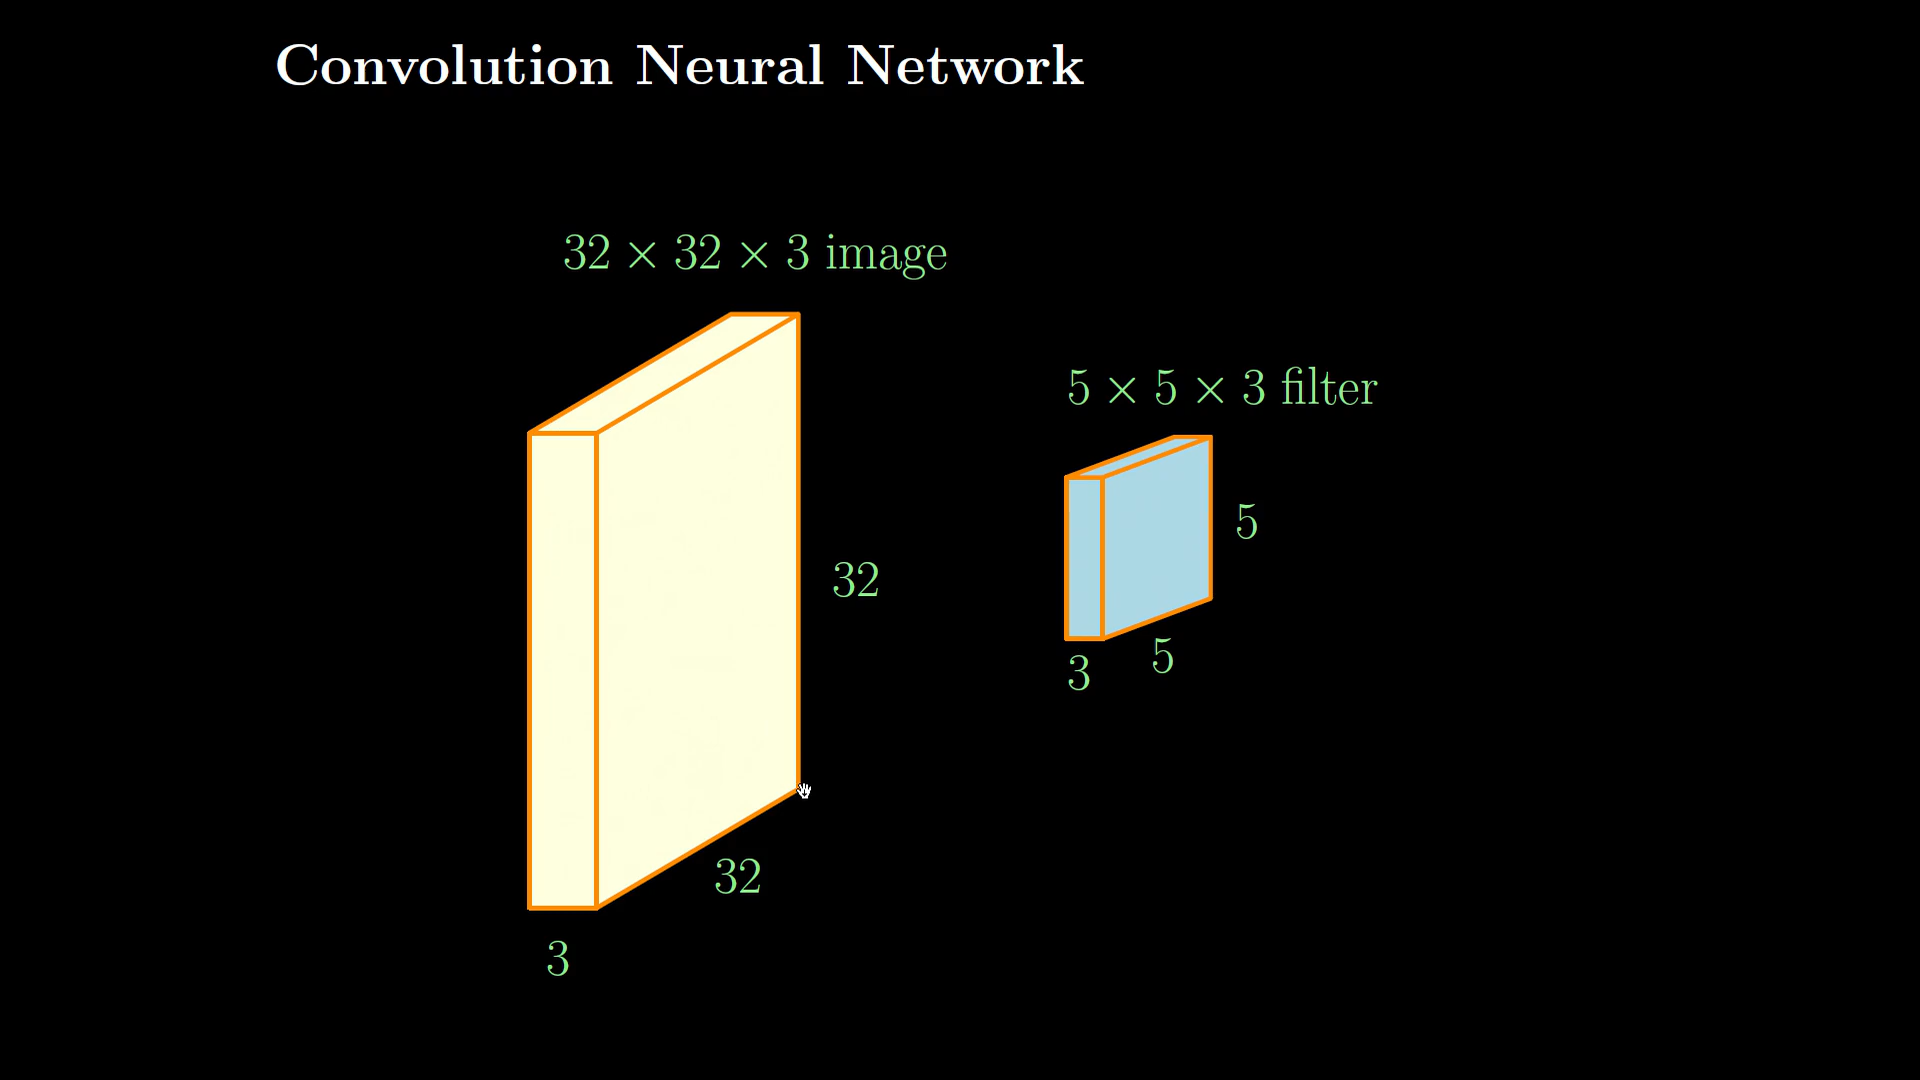 Convolution Neural Network
32 × 32 × 3 image
5 × 5 × 3 filter
5
32
5
3
32
3